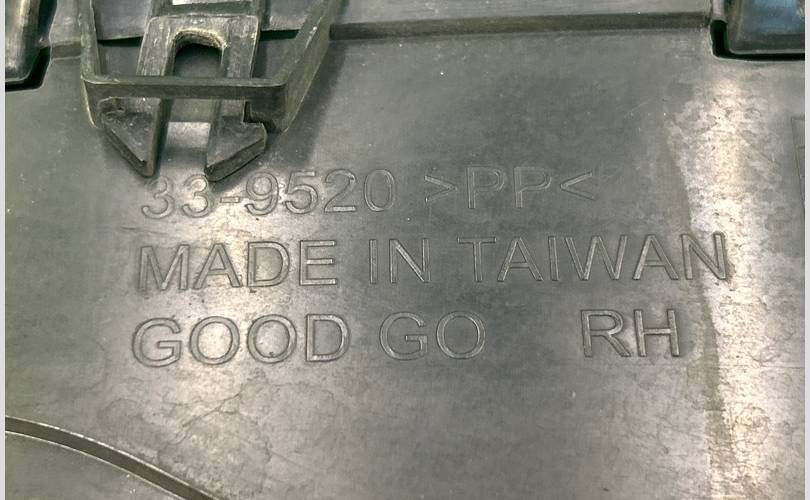 33-9520 >PP<
MADE IN TAIWAN
GOOD GO RH